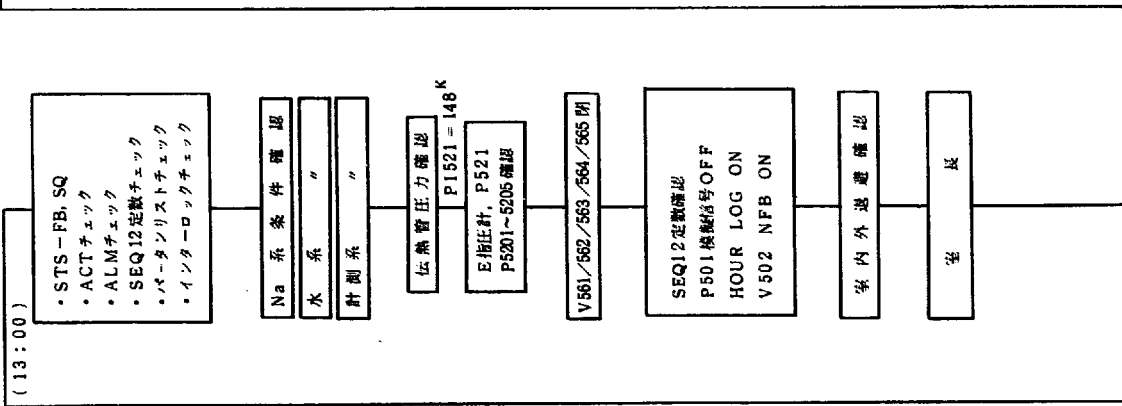 (13:00)
・STS-FB, SQ
・ACTチェック
・ALMチェック
・SEQ12定数チェック
・パータンリストチェック
・インターロックチェック
Na 系 条 件 確 認
水 系 〃
計 測 系 〃
伝 熱 管 圧 力 確 認
P1521=148K
E指圧計, P521
P5201~5205確認
V561/562/563/564/565閉
SEQ12定数確認
P501模擬信号OFF
HOUR LOG ON
V502 NFB ON
室 内 外 退 避 確 認
室 長